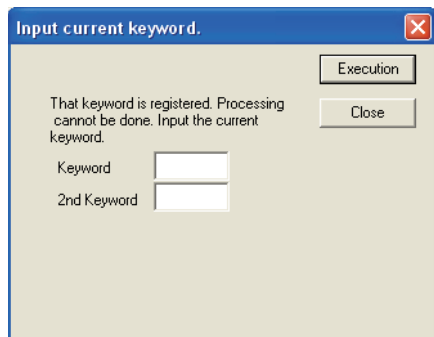 Input current keyword.
Execution
That keyword is registered. Processing
cannot be done. Input the current
keyword.
Close
Keyword
2nd Keyword